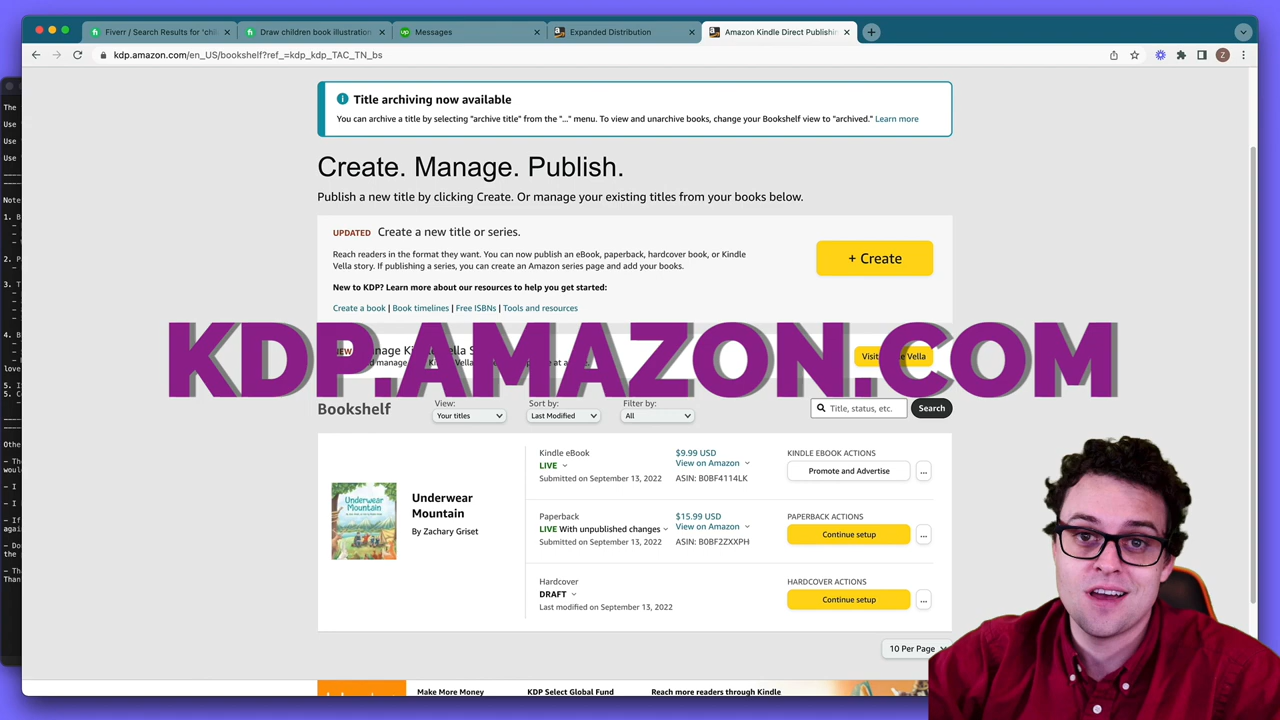 Fiverr / Search Results for 'chil
Draw children book illustration
Messages
Expanded Distribution
Amazon Kindle Direct Publishin
kdp.amazon.com/en_US/bookshelf?ref_=kdp_kdp_TAC_TN_bs
Z
Title archiving now available
You can archive a title by selecting "archive title" from the "..." menu. To view and unarchive books, change your Bookshelf view to "archived." Learn more
Create. Manage. Publish.
Publish a new title by clicking Create. Or manage your existing titles from your books below.
UPDATED Create a new title or series.
Reach readers in the format they want. You can now publish an eBook, paperback, hardcover book, or Kindle
Vella story. If publishing a series, you can create an Amazon series page and add your books.
+ Create
New to KDP? Learn more about our resources to help you get started:
Create a book | Book timelines | Free ISBNs | Tools and resources
KDP.AMAZON.COM
Bookshelf
View:
Your titles
Sort by:
Last Modified
Filter by:
All
Title, status, etc.
Search
Underwear
Mountain
Underwear
Mountain
By Zachary Griset
Kindle eBook
LIVE
Submitted on September 13, 2022
$9.99 USD
View on Amazon
ASIN: B0BF4114LK
KINDLE EBOOK ACTIONS
Promote and Advertise
...
Paperback
LIVE With unpublished changes
Submitted on September 13, 2022
$15.99 USD
View on Amazon
ASIN: B0BF2ZXXPH
PAPERBACK ACTIONS
Continue setup
...
Hardcover
DRAFT
Last modified on September 13, 2022
HARDCOVER ACTIONS
Continue setup
...
10 Per Page
Make More Money
KDP Select Global Fund
Reach more readers through Kindle